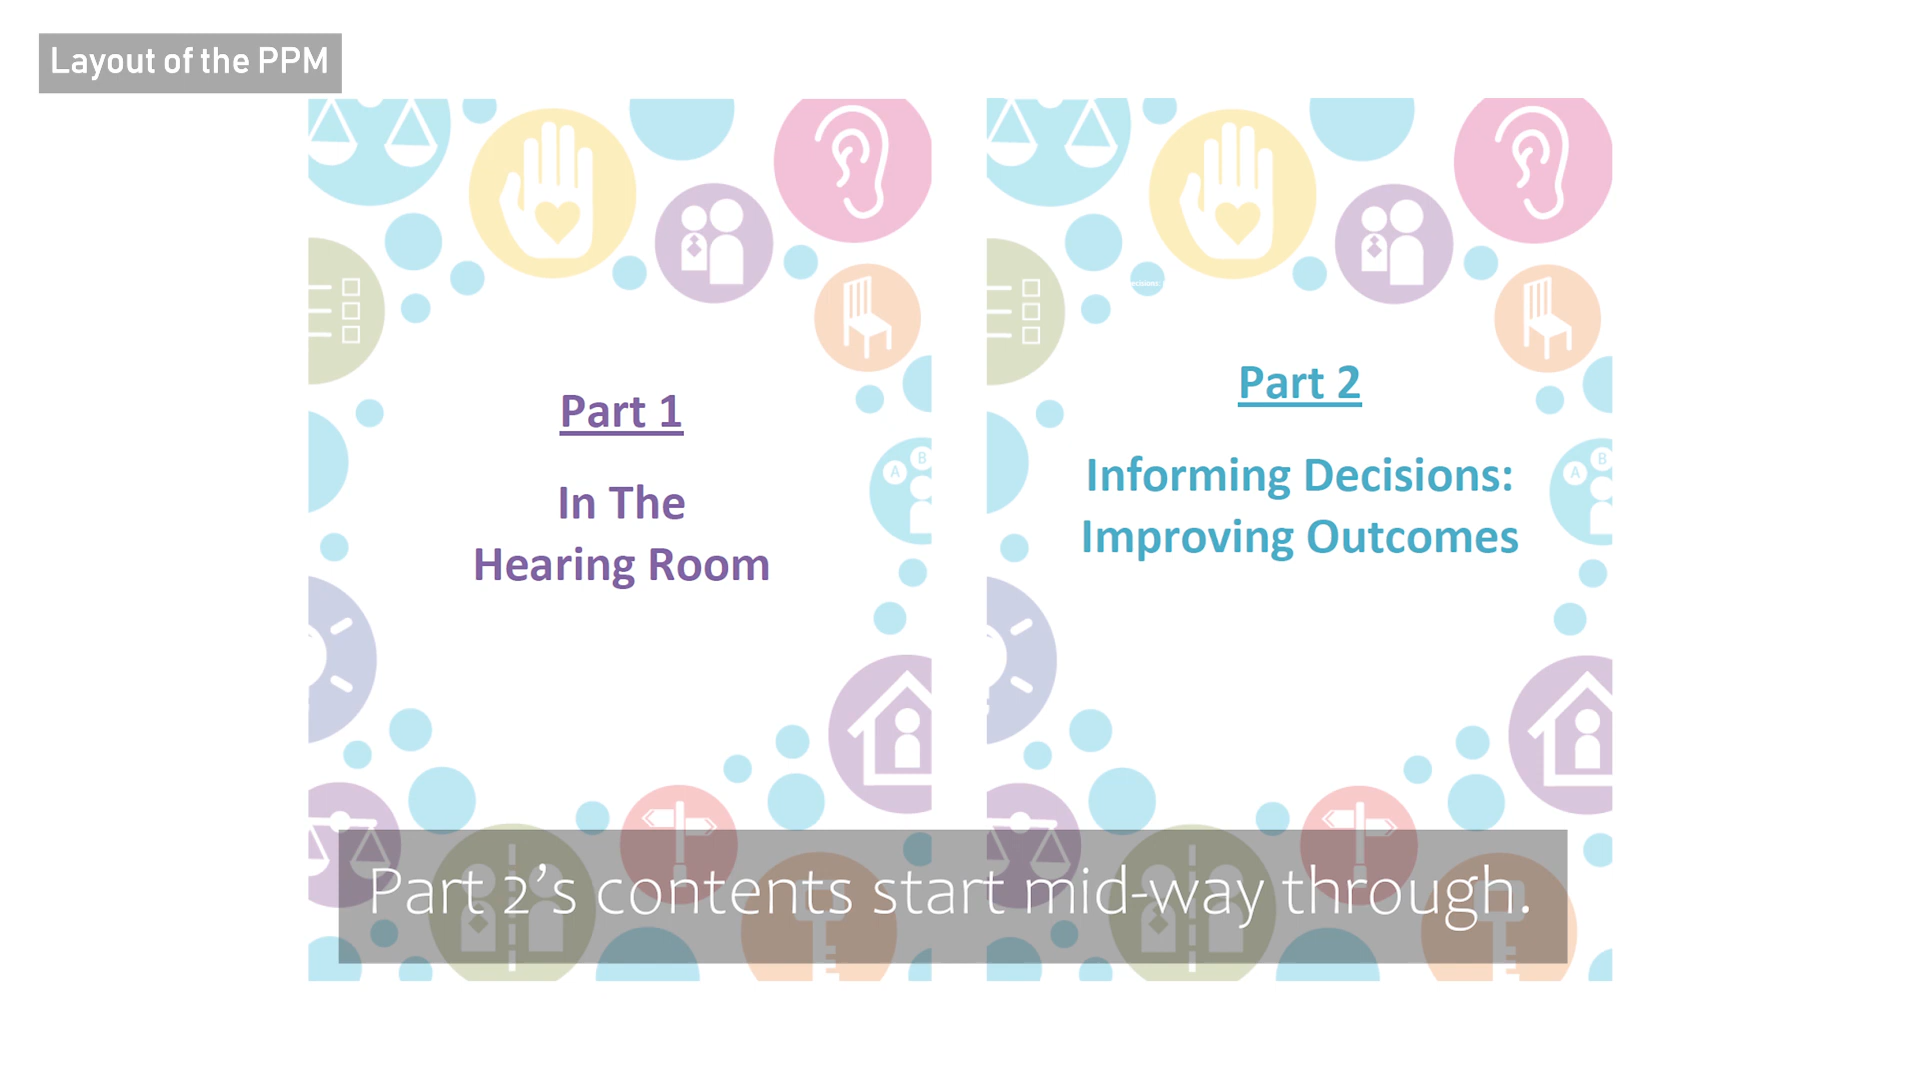 Layout of the PPM
Part 1
In The
Hearing Room
A
B
ecisions:
Part 2
Informing Decisions:
Improving Outcomes
A
B
Part 2’s contents start mid-way through.